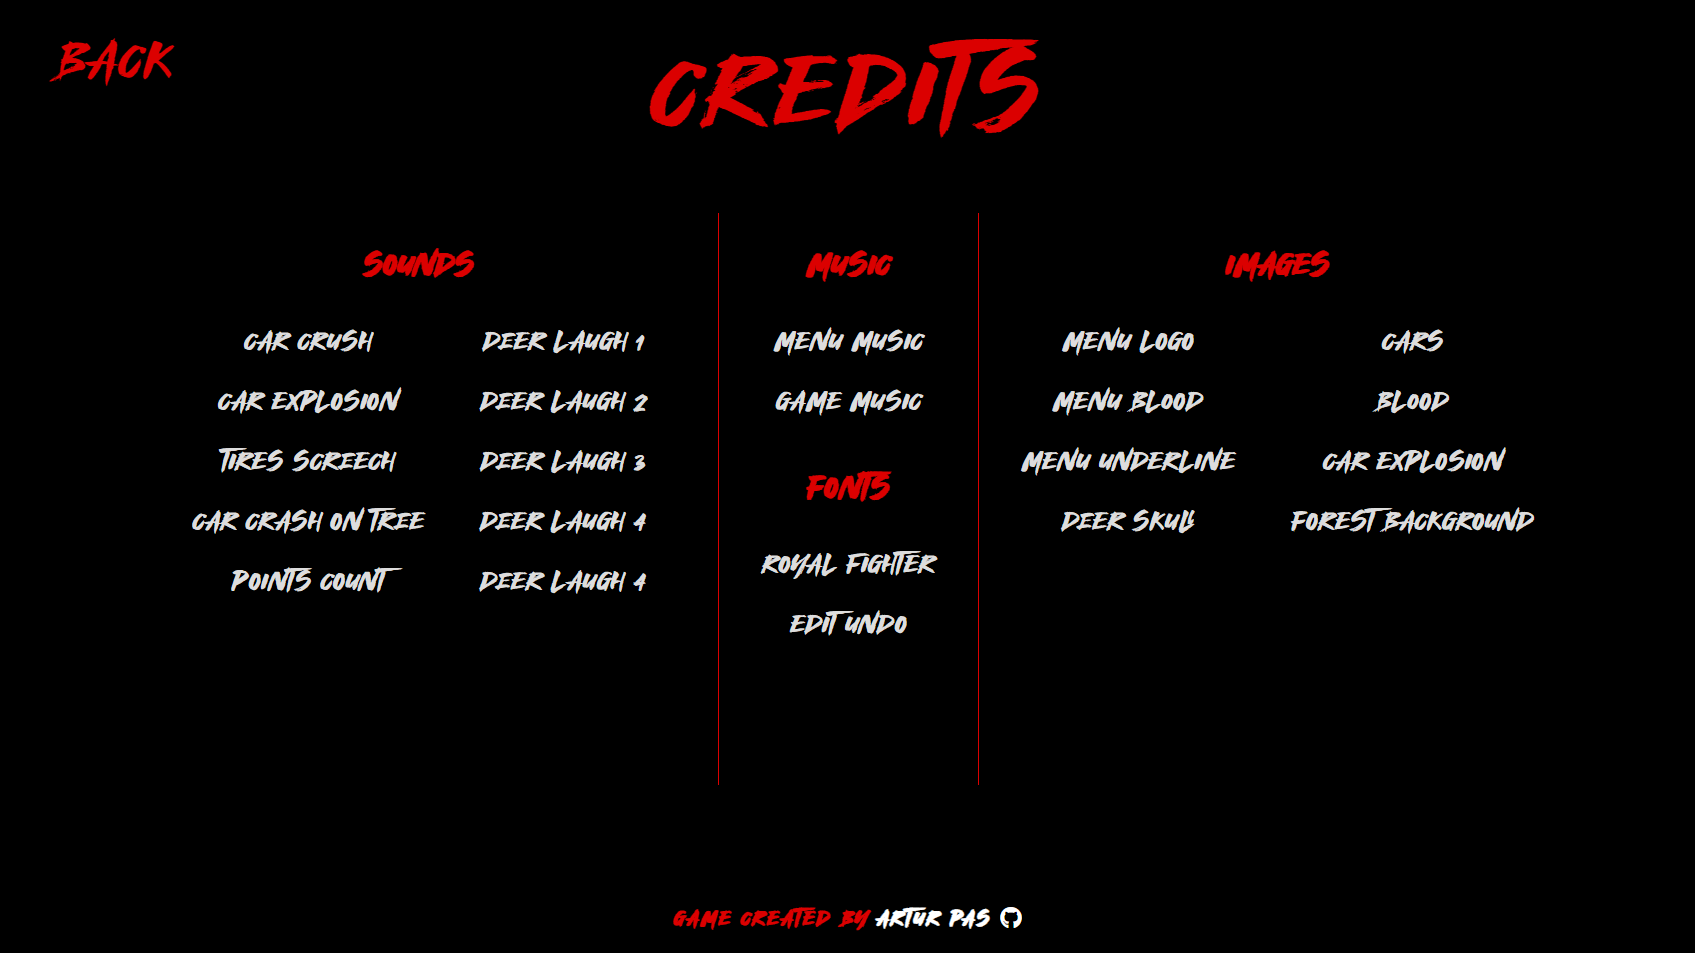 BACK
CREDITS
SOUNDS
CAR CRUSH
CAR EXPLOSION
TIRES SCREECH
CAR CRASH ON TREE
POINTS COUNT
DEER LAUGH 1
DEER LAUGH 2
DEER LAUGH 3
DEER LAUGH 4
DEER LAUGH 4
MUSIC
MENU MUSIC
GAME MUSIC
FONTS
ROYAL FIGHTER
EDIT UNDO
IMAGES
MENU LOGO
MENU BLOOD
MENU UNDERLINE
DEER SKULL
CARS
BLOOD
CAR EXPLOSION
FOREST BACKGROUND
GAME CREATED BY ARTUR PAS